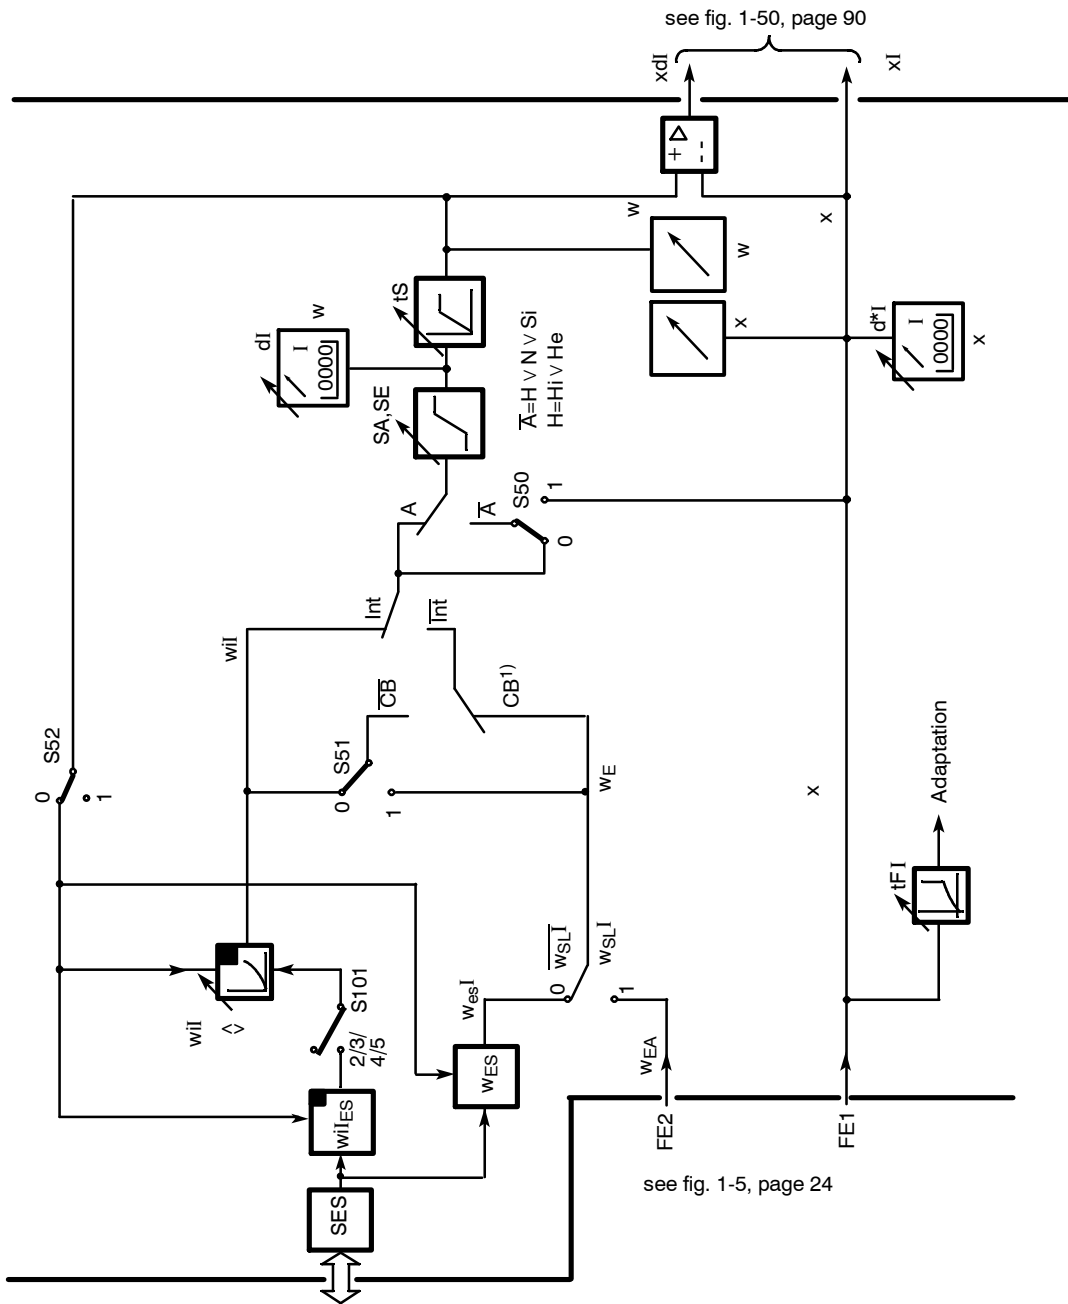 see fig. 1-50, page 90
xdI
xI
+
--
w
x
w
x
tS
dI
w
I
0000
d*I
I
0000
x
SA,SE
A=H ∨ N ∨ Si
H=Hi ∨ He
A
A
S50
1
0
Int
Int
wiI
CB
CB1)
S52
0
1
S51
0
1
wE
x
Adaptation
tF I
wSLI
wSLI
0
1
wesI
wiI
<>
S101
2/3/
4/5
wES
wEA
wiIES
SES
FE2
FE1
see fig. 1-5, page 24